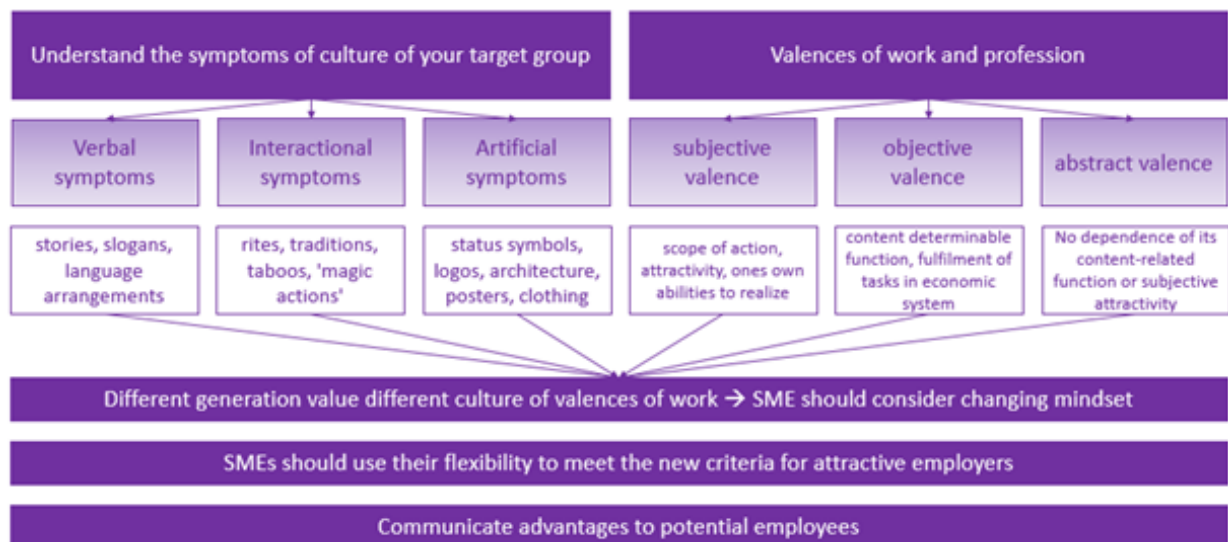 Understand the symptoms of culture of your target group
Valences of work and profession
Verbal
symptoms
Interactional
symptoms
Artificial
symptoms
subjective
valence
objective
valence
abstract valence
stories, slogans,
language
arrangements
rites, traditions,
taboos, 'magic
actions'
status symbols,
logos, architecture,
posters, clothing
scope of action,
attractivity, ones own
abilities to realize
content determinable
function, fulfilment of
tasks in economic
system
No dependence of its
content-related
function or subjective
attractivity
Different generation value different culture of valences of work → SME should consider changing mindset
SMEs should use their flexibility to meet the new criteria for attractive employers
Communicate advantages to potential employees